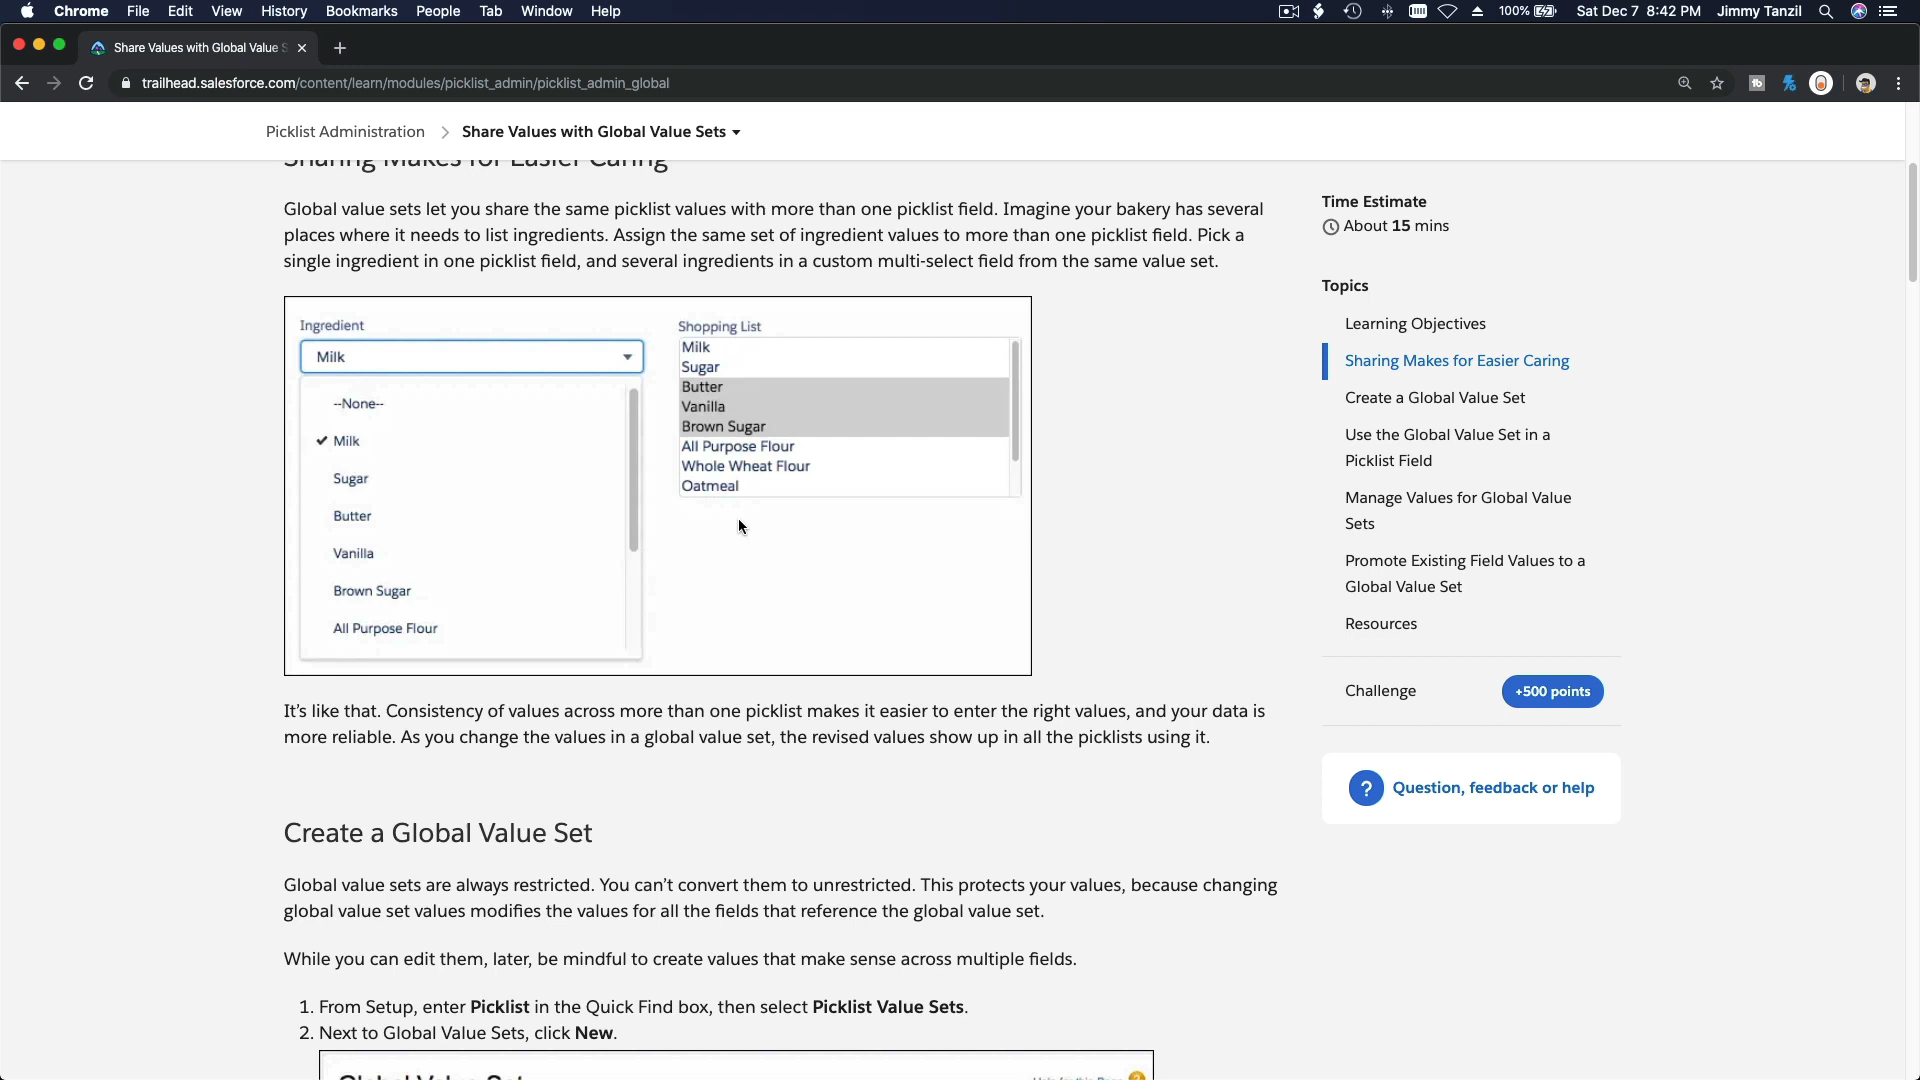 Chrome File Edit View History Bookmarks People Tab Window Help 100% Sat Dec 7 8:42 PM Jimmy Tanzil
Share Values with Global Value S
trailhead.salesforce.com/content/learn/modules/picklist_admin/picklist_admin_global
Picklist Administration Share Values with Global Value Sets
Sharing Makes for Easier Caring
Global value sets let you share the same picklist values with more than one picklist field. Imagine your bakery has several
places where it needs to list ingredients. Assign the same set of ingredient values to more than one picklist field. Pick a
single ingredient in one picklist field, and several ingredients in a custom multi-select field from the same value set.
Ingredient
Milk
--None--
Milk
Sugar
Butter
Vanilla
Brown Sugar
All Purpose Flour
Shopping List
Milk
Sugar
Butter
Vanilla
Brown Sugar
All Purpose Flour
Whole Wheat Flour
Oatmeal
It’s like that. Consistency of values across more than one picklist makes it easier to enter the right values, and your data is
more reliable. As you change the values in a global value set, the revised values show up in all the picklists using it.
Create a Global Value Set
Global value sets are always restricted. You can’t convert them to unrestricted. This protects your values, because changing
global value set values modifies the values for all the fields that reference the global value set.
While you can edit them, later, be mindful to create values that make sense across multiple fields.
1. From Setup, enter Picklist in the Quick Find box, then select Picklist Value Sets.
2. Next to Global Value Sets, click New.
Time Estimate
About 15 mins
Topics
Learning Objectives
Sharing Makes for Easier Caring
Create a Global Value Set
Use the Global Value Set in a
Picklist Field
Manage Values for Global Value
Sets
Promote Existing Field Values to a
Global Value Set
Resources
Challenge +500 points
? Question, feedback or help